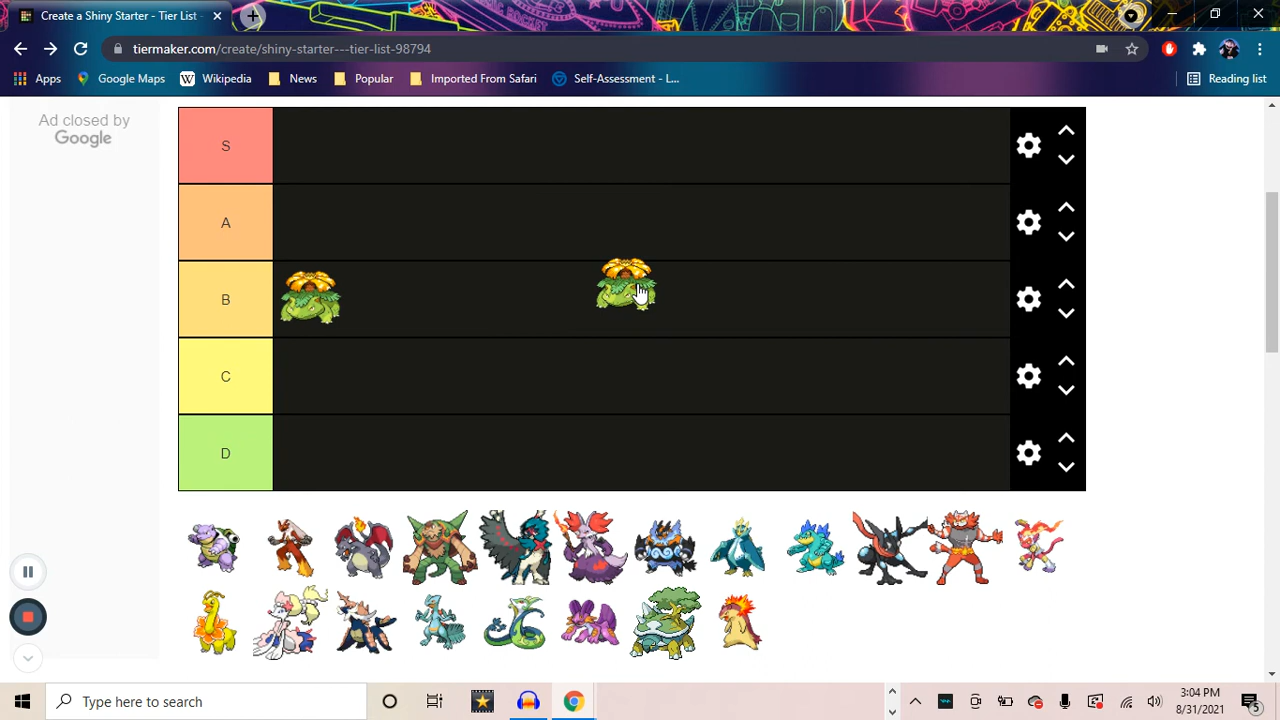 Create a Shiny Starter - Tier List -
tiermaker.com/create/shiny-starter---tier-list-98794
Apps Google Maps Wikipedia News Popular Imported From Safari Self-Assessment - L... Reading list
Ad closed by
Google
S
A
B
C
D
Type here to search
3:04 PM
8/31/2021
5